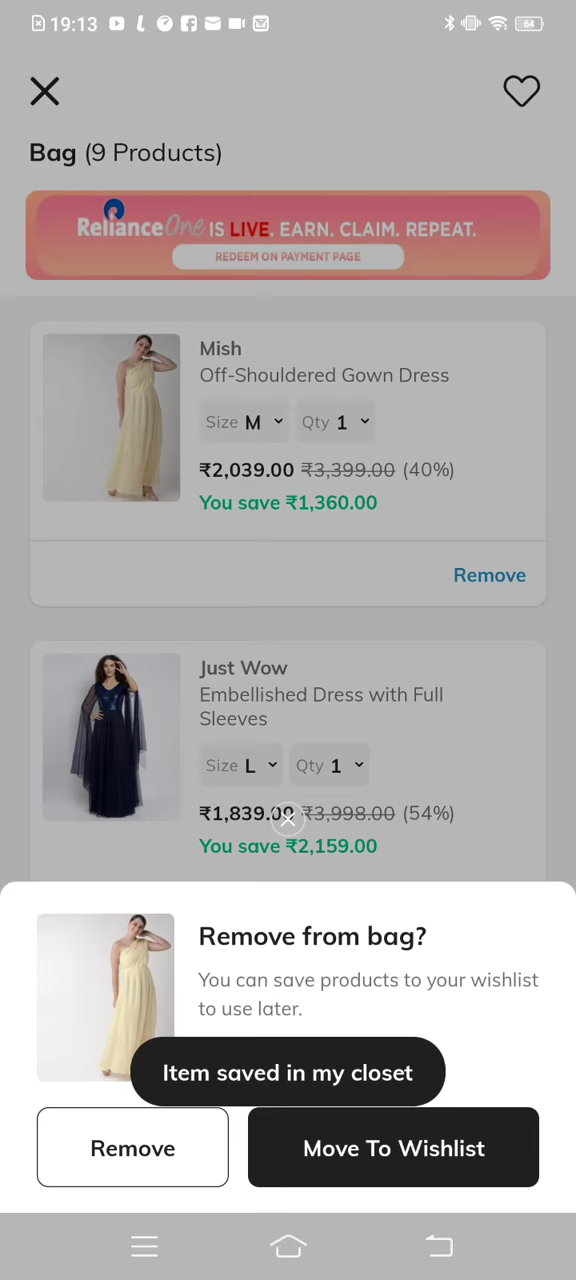 19:13
64
Bag (9 Products)
RelianceOne IS LIVE. EARN. CLAIM. REPEAT.
REDEEM ON PAYMENT PAGE
Mish
Off-Shouldered Gown Dress
Size M Qty 1
₹2,039.00 ₹3,399.00 (40%)
You save ₹1,360.00
Remove
Just Wow
Embellished Dress with Full
Sleeves
Size L Qty 1
₹1,839.00 ₹3,998.00 (54%)
You save ₹2,159.00
Remove from bag?
You can save products to your wishlist
to use later.
Item saved in my closet
Remove Move To Wishlist